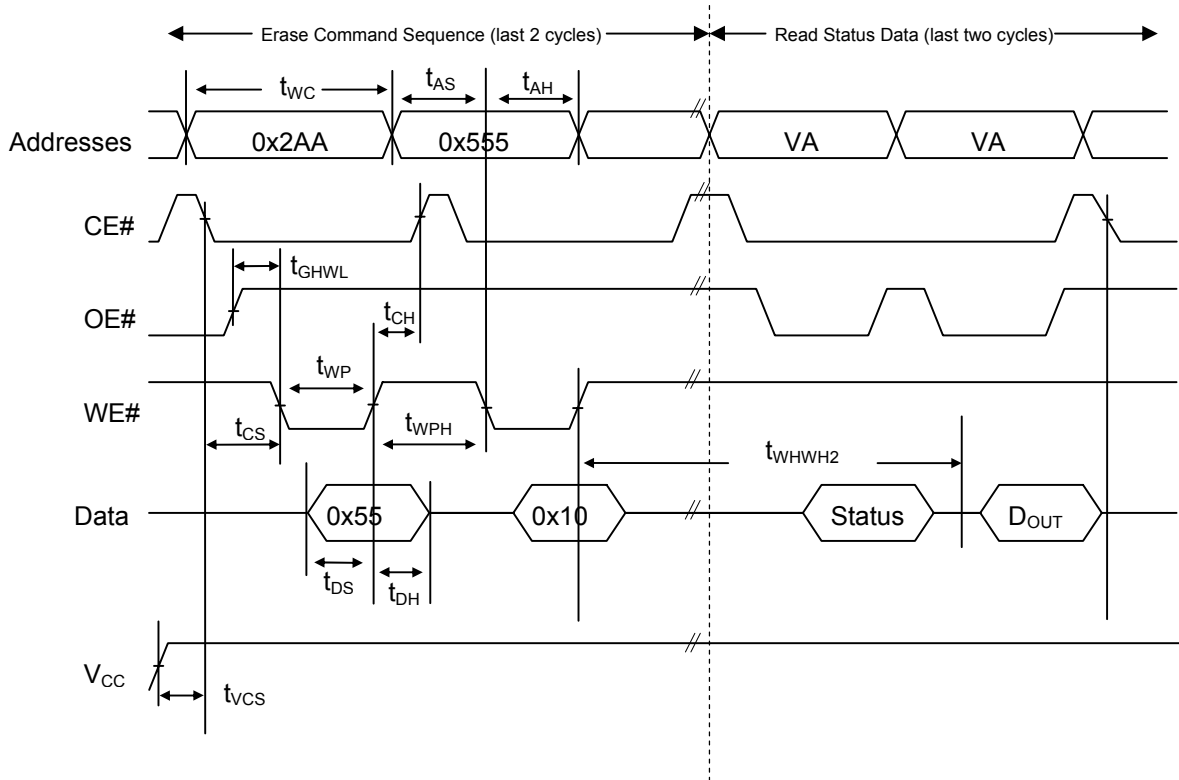 Erase Command Sequence (last 2 cycles)
Read Status Data (last two cycles)
tWC
tAS
tAH
Addresses
0x2AA
0x555
VA
VA
CE#
tGHWL
OE#
tCH
tWP
WE#
tCS
tWPH
tWHWH2
Data
0x55
0x10
Status
DOUT
tDS
tDH
VCC
tVCS